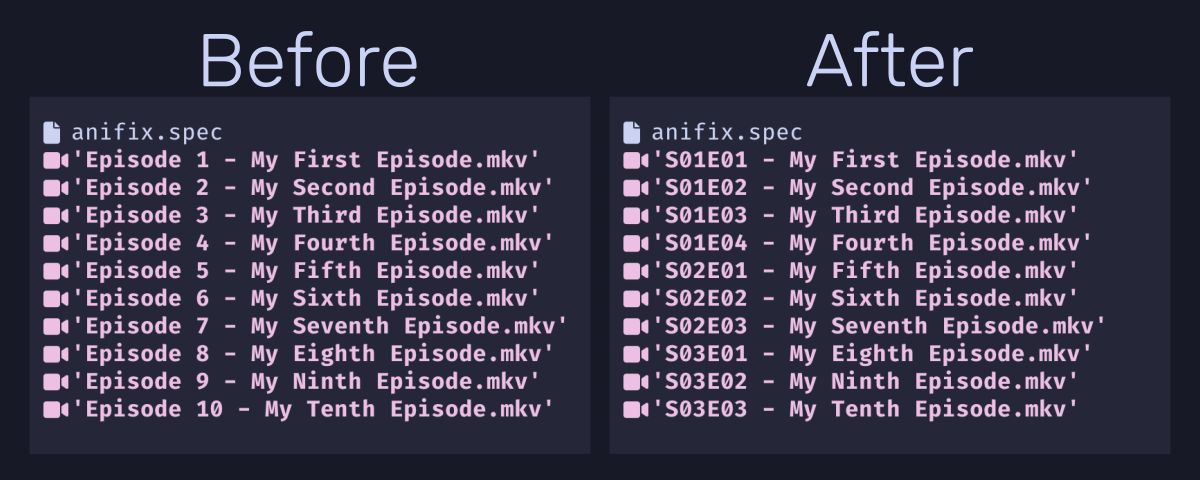 Before
anifix.spec
'Episode 1 - My First Episode.mkv'
'Episode 2 - My Second Episode.mkv'
'Episode 3 - My Third Episode.mkv'
'Episode 4 - My Fourth Episode.mkv'
'Episode 5 - My Fifth Episode.mkv'
'Episode 6 - My Sixth Episode.mkv'
'Episode 7 - My Seventh Episode.mkv'
'Episode 8 - My Eighth Episode.mkv'
'Episode 9 - My Ninth Episode.mkv'
'Episode 10 - My Tenth Episode.mkv'
After
anifix.spec
'S01E01 - My First Episode.mkv'
'S01E02 - My Second Episode.mkv'
'S01E03 - My Third Episode.mkv'
'S01E04 - My Fourth Episode.mkv'
'S02E01 - My Fifth Episode.mkv'
'S02E02 - My Sixth Episode.mkv'
'S02E03 - My Seventh Episode.mkv'
'S03E01 - My Eighth Episode.mkv'
'S03E02 - My Ninth Episode.mkv'
'S03E03 - My Tenth Episode.mkv'